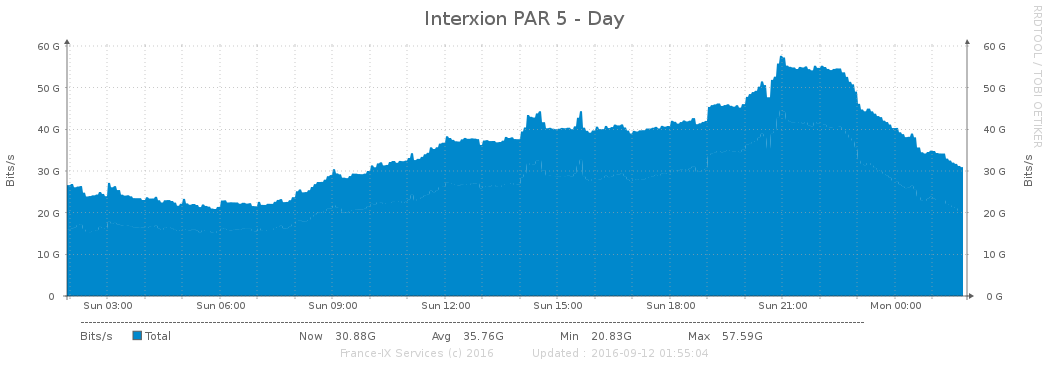 Interxion PAR 5 - Day
RRDTOOL / TOBI OETIKER
Bits/s
60 G 60 G
50 G 50 G
40 G 40 G
30 G 30 G
20 G 20 G
10 G 10 G
0 0 G
Bits/s
Sun 03:00 Sun 06:00 Sun 09:00 Sun 12:00 Sun 15:00 Sun 18:00 Sun 21:00 Mon 00:00
Bits/s Total Now 30.88G Avg 35.76G Min 20.83G Max 57.59G
France-IX Services (c) 2016 Updated : 2016-09-12 01:55:04